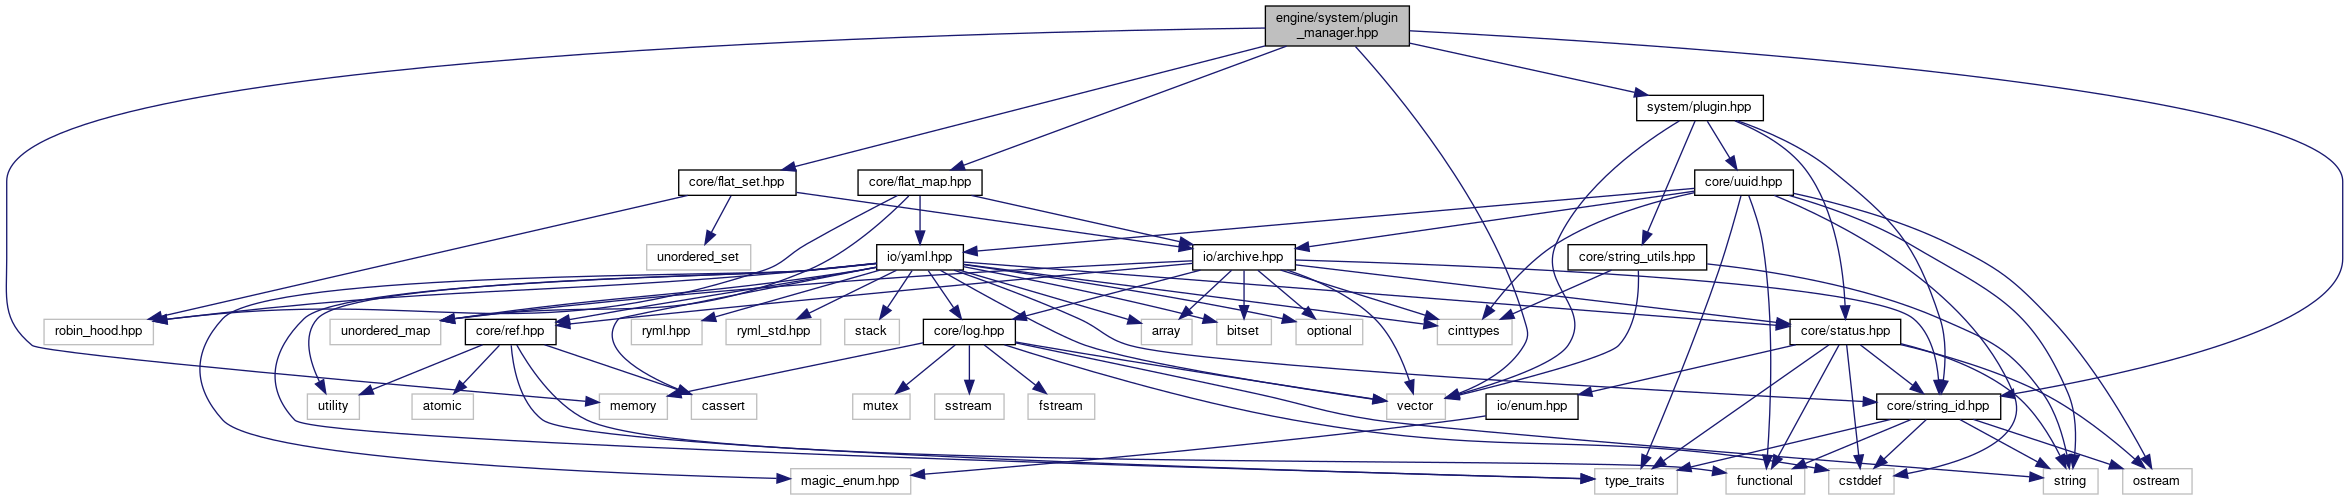 engine/system/plugin
_manager.hpp
system/plugin.hpp
core/flat_set.hpp
core/flat_map.hpp
core/uuid.hpp
unordered_set
io/yaml.hpp
io/archive.hpp
core/string_utils.hpp
robin_hood.hpp
unordered_map
core/ref.hpp
ryml.hpp
ryml_std.hpp
stack
core/log.hpp
array
bitset
optional
cinttypes
core/status.hpp
utility
atomic
memory
cassert
mutex
sstream
fstream
vector
io/enum.hpp
core/string_id.hpp
magic_enum.hpp
type_traits
functional
cstddef
string
ostream